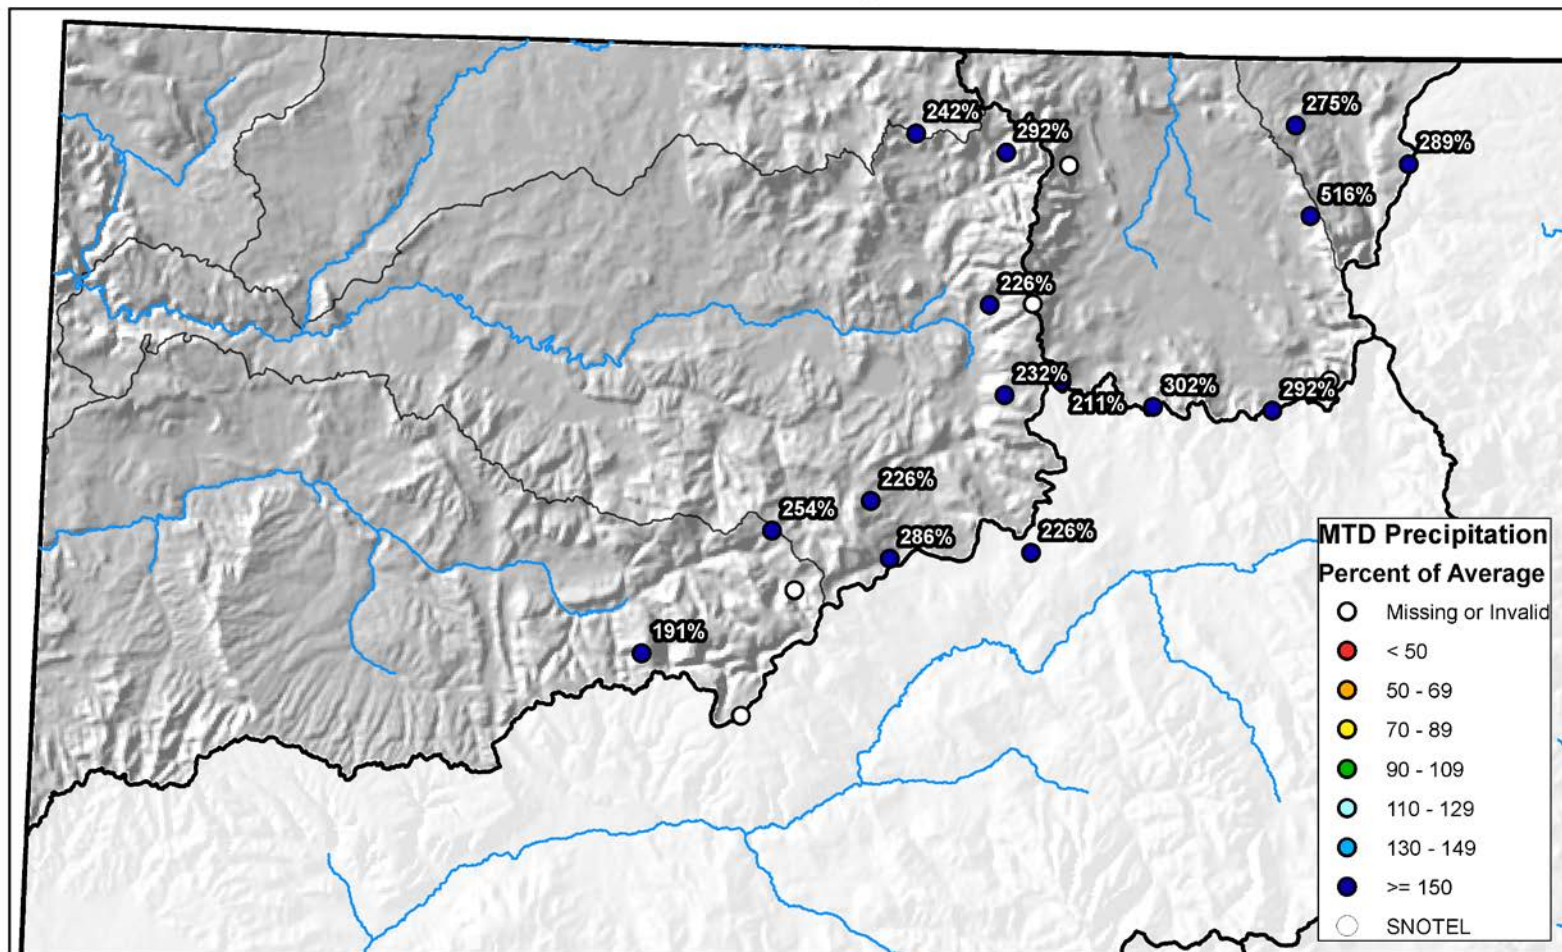 242%
292%
275%
289%
516%
226%
232%
211%
302%
292%
226%
254%
286%
226%
191%
MTD Precipitation
Percent of Average
Missing or Invalid
< 50
50 - 69
70 - 89
90 - 109
110 - 129
130 - 149
>= 150
SNOTEL